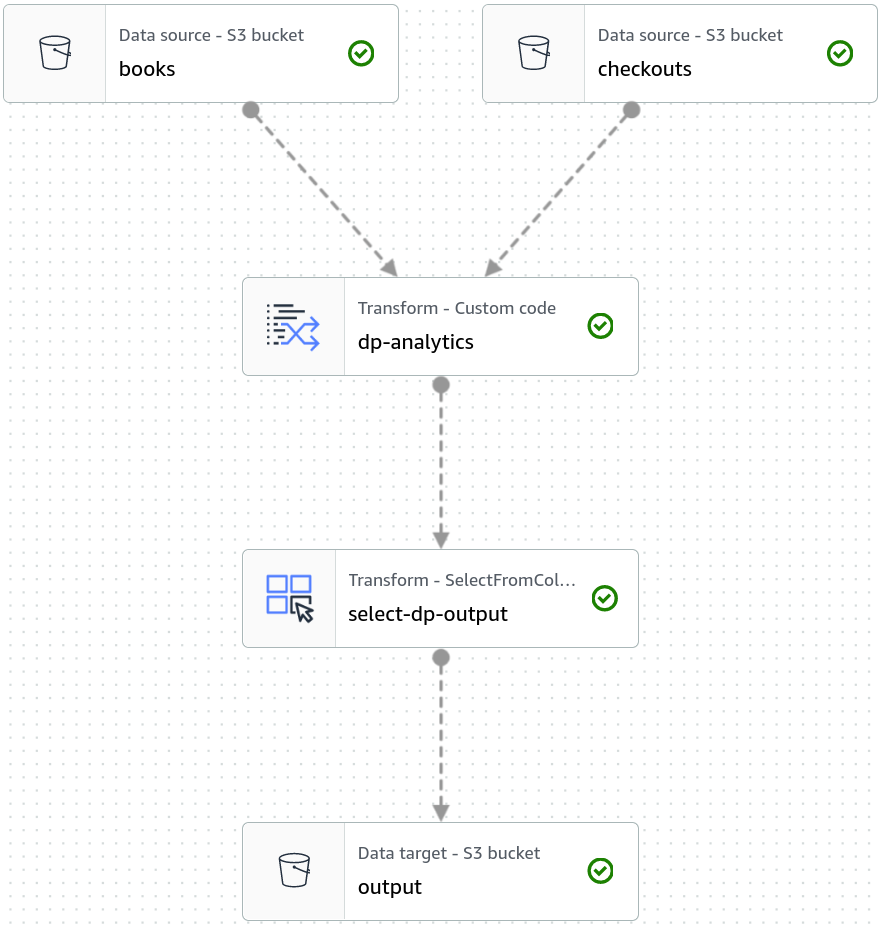 Data source - S3 bucket
books
Data source - S3 bucket
checkouts
Transform - Custom code
dp-analytics
Transform - SelectFromCol...
select-dp-output
Data target - S3 bucket
output